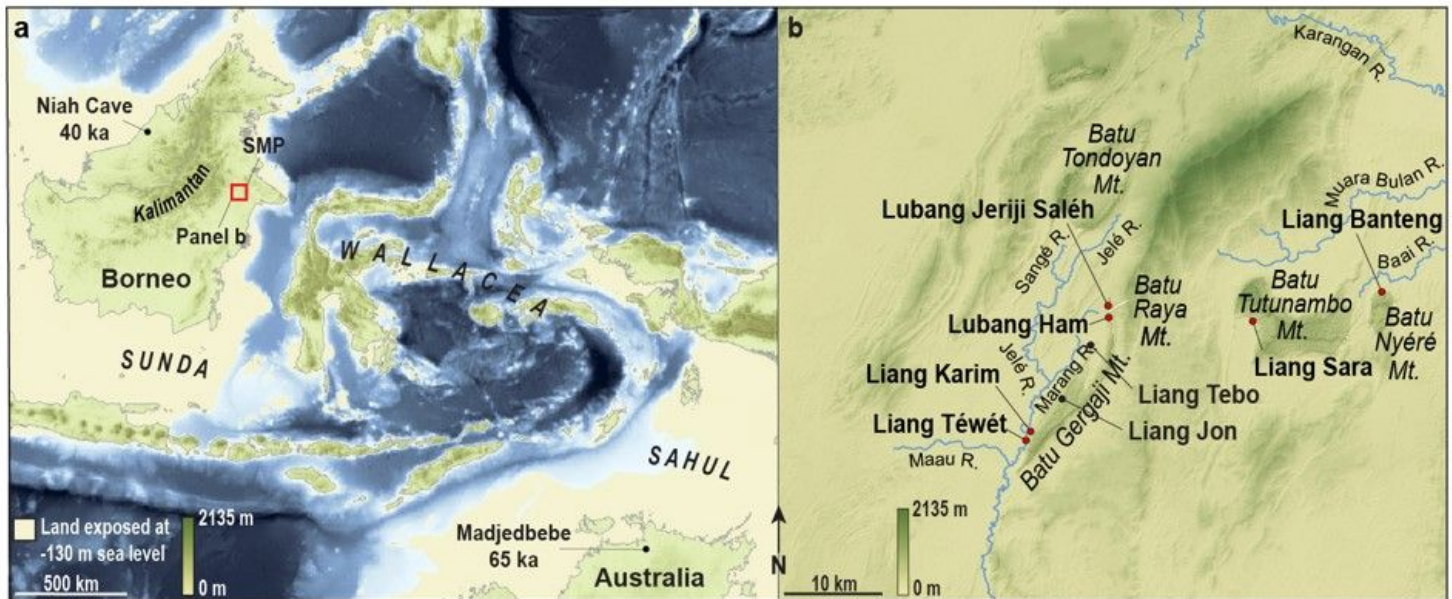 a
Niah Cave
40 ka
SMP
Kalimantan
Panel b
Borneo
WALLACEA
SUNDA
SAHUL
Land exposed at
-130 m sea level
2135 m
0 m
500 km
Madjedbebe
65 ka
Australia
N
b
Karangan R.
Batu
Tondoyan
Mt.
Muara Bulan R.
Lubang Jeriji Saléh
Liang Banteng
Sangé R.
Jelé R.
Baai R.
Batu
Raya
Mt.
Batu
Tutunambo
Mt.
Lubang Ham
Batu
Nyéré
Mt.
Jelé R.
Marang R.
Liang Karim
Liang Sara
Liang Tebo
Liang Téwét
Batu Gergaji Mt.
Liang Jon
Maau R.
2135 m
0 m
10 km